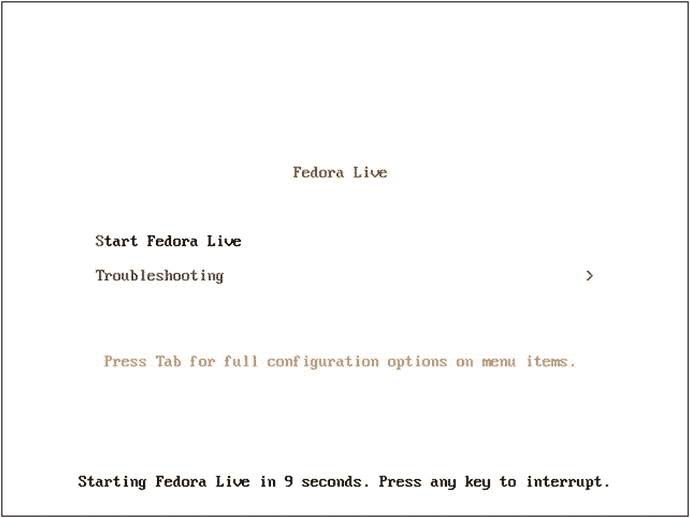 Fedora Live
Start Fedora Live
Troubleshooting >
Press Tab for full configuration options on menu items.
Starting Fedora Live in 9 seconds. Press any key to interrupt.